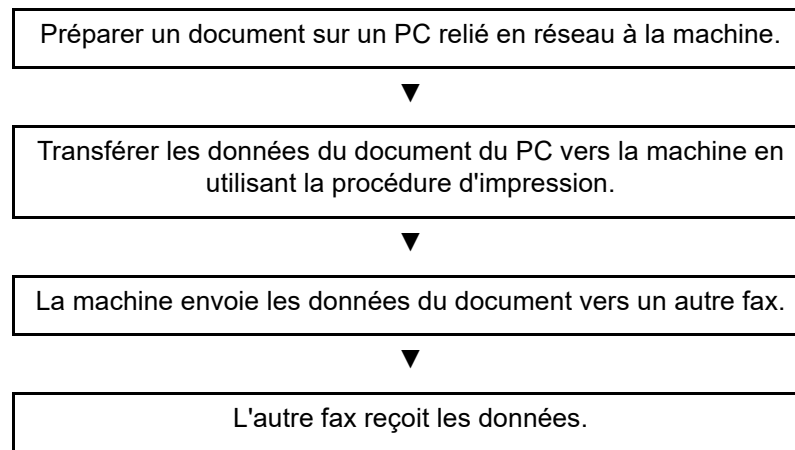 Préparer un document sur un PC relié en réseau à la machine.
▼
Transférer les données du document du PC vers la machine en
utilisant la procédure d'impression.
▼
La machine envoie les données du document vers un autre fax.
▼
L'autre fax reçoit les données.